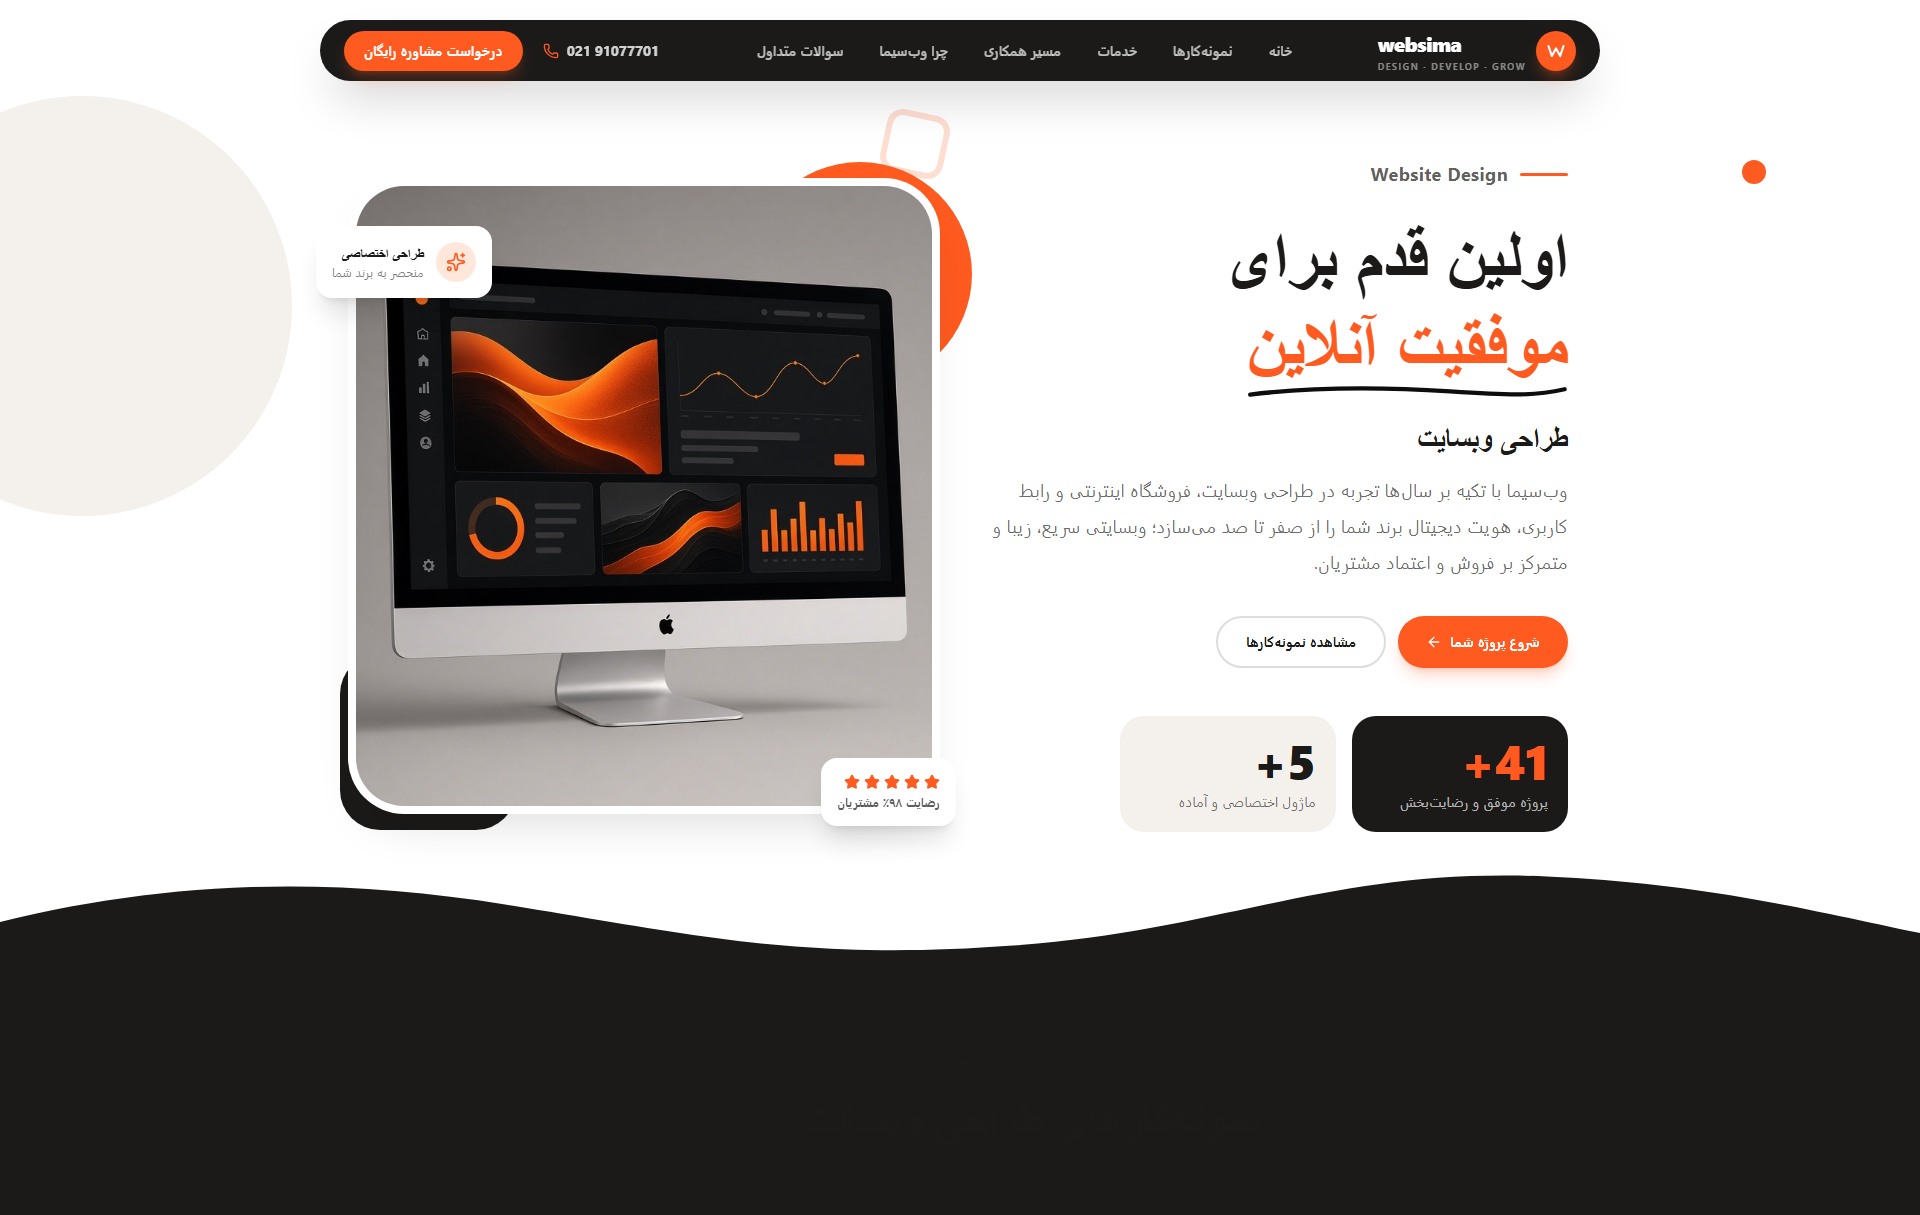 websima
DESIGN - DEVELOP - GROW
خانه
نمونه‌کارها
خدمات
مسیر همکاری
چرا وب‌سیما
سوالات متداول
021 91077701
درخواست مشاوره رایگان
Website Design
اولین قدم برای
موفقیت آنلاین
طراحی وبسایت
وب‌سیما با تکیه بر سال‌ها تجربه در طراحی وبسایت، فروشگاه اینترنتی و رابط
کاربری، هویت دیجیتال برند شما را از صفر تا صد می‌سازد؛ وبسایتی سریع، زیبا و
متمرکز بر فروش و اعتماد مشتریان.
شروع پروژه شما
مشاهده نمونه‌کارها
+41
پروژه موفق و رضایت‌بخش
+5
ماژول اختصاصی و آماده
طراحی اختصاصی
منحصر به برند شما
رضایت ۹۸٪ مشتریان